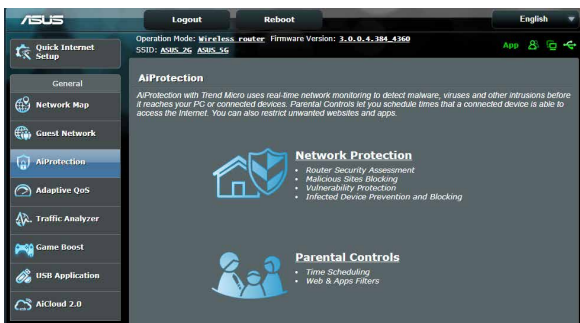 ASUS
Logout
Reboot
English
Quick Internet
Setup
Operation Mode: Wireless router Firmware Version: 3.0.0.4.384_4360
SSID: ASUS_2G ASUS_5G
App
General
Network Map
Guest Network
AiProtection
Adaptive QoS
Traffic Analyzer
Game Boost
USB Application
AiCloud 2.0
AiProtection
AiProtection with Trend Micro uses real-time network monitoring to detect malware, viruses and other intrusions before
it reaches your PC or connected devices. Parental Controls let you schedule times that a connected device is able to
access the Internet. You can also restrict unwanted websites and apps.
Network Protection
• Router Security Assessment
• Malicious Sites Blocking
• Vulnerability Protection
• Infected Device Prevention and Blocking
Parental Controls
• Time Scheduling
• Web & Apps Filters